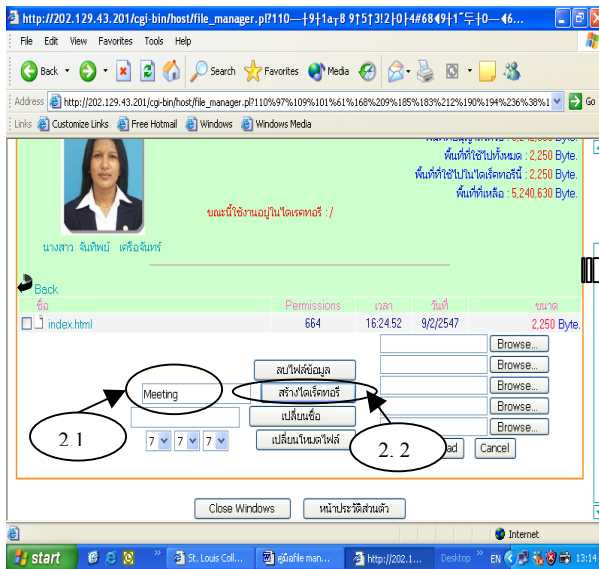 http://202.129.43.201/cgi-bin/host/file_manager.pl?110
File Edit View Favorites Tools Help
Back Search Favorites Media
Address http://202.129.43.201/cgi-bin/host/file_manager.pl?110%97%109%101%61%168%209%185%183%212%190%194%236%38%1 Go
Links Customize Links Free Hotmail Windows Windows Media
พื้นที่ที่ใช้ไปทั้งหมด : 2,250 Byte.
พื้นที่ที่ใช้ไปในไดเร็คทอรีนี้ : 2,250 Byte.
พื้นที่ที่เหลือ : 5,240,630 Byte.
ขณะนี้ใช้งานอยู่ในไดเรคทอรี : /
นางสาว จันทิพย์ เครือจันทร์
Back
ชื่อ Permissions เวลา วันที่ ขนาด
index.html 664 16:24.52 9/2/2547 2,250 Byte.
Browse...
ลบไฟล์ข้อมูล Browse...
Meeting สร้างไดเร็คทอรี Browse...
เปลี่ยนชื่อ Browse...
Browse...
7 7 7 เปลี่ยนโหมดไฟล์ ad Cancel
2.1 2.2
Close Windows หน้าประวัติส่วนตัว
Internet
start St. Louis Coll... คู่มือfile man... http://202.1... Desktop EN 13:14